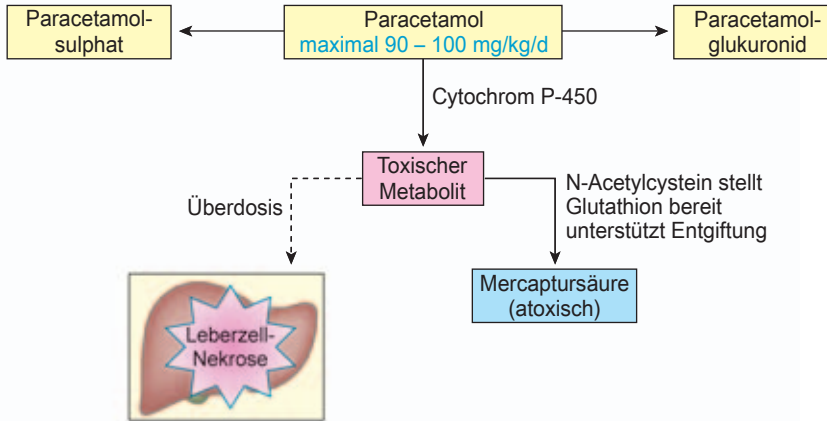 Paracetamol-
sulphat
Paracetamol
maximal 90 – 100 mg/kg/d
Paracetamol-
glukuronid
Cytochrom P-450
Toxischer
Metabolit
Überdosis
N-Acetylcystein stellt
Glutathion bereit
unterstützt Entgiftung
Mercaptursäure
(atoxisch)
Leberzell-
Nekrose